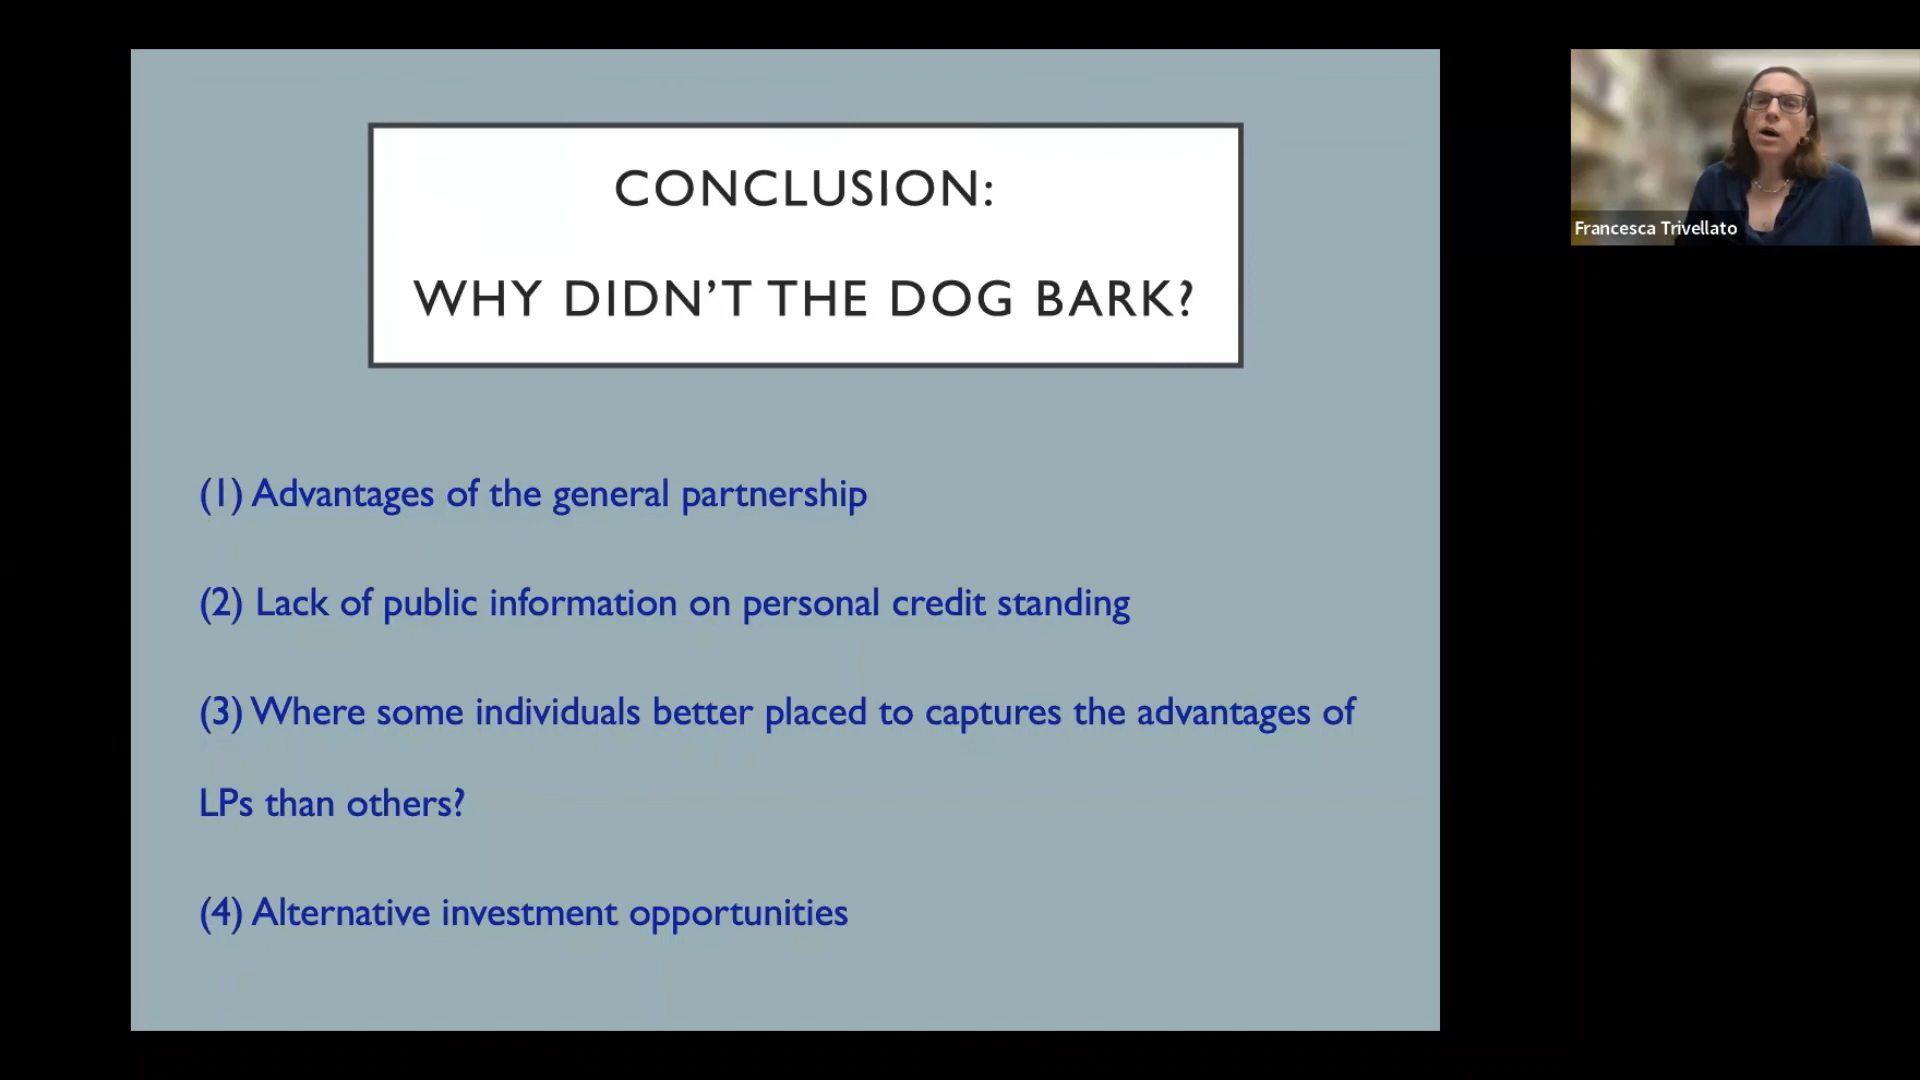 CONCLUSION:
WHY DIDN’T THE DOG BARK?
Francesca Trivellato
(1) Advantages of the general partnership
(2) Lack of public information on personal credit standing
(3) Where some individuals better placed to captures the advantages of
LPs than others?
(4) Alternative investment opportunities